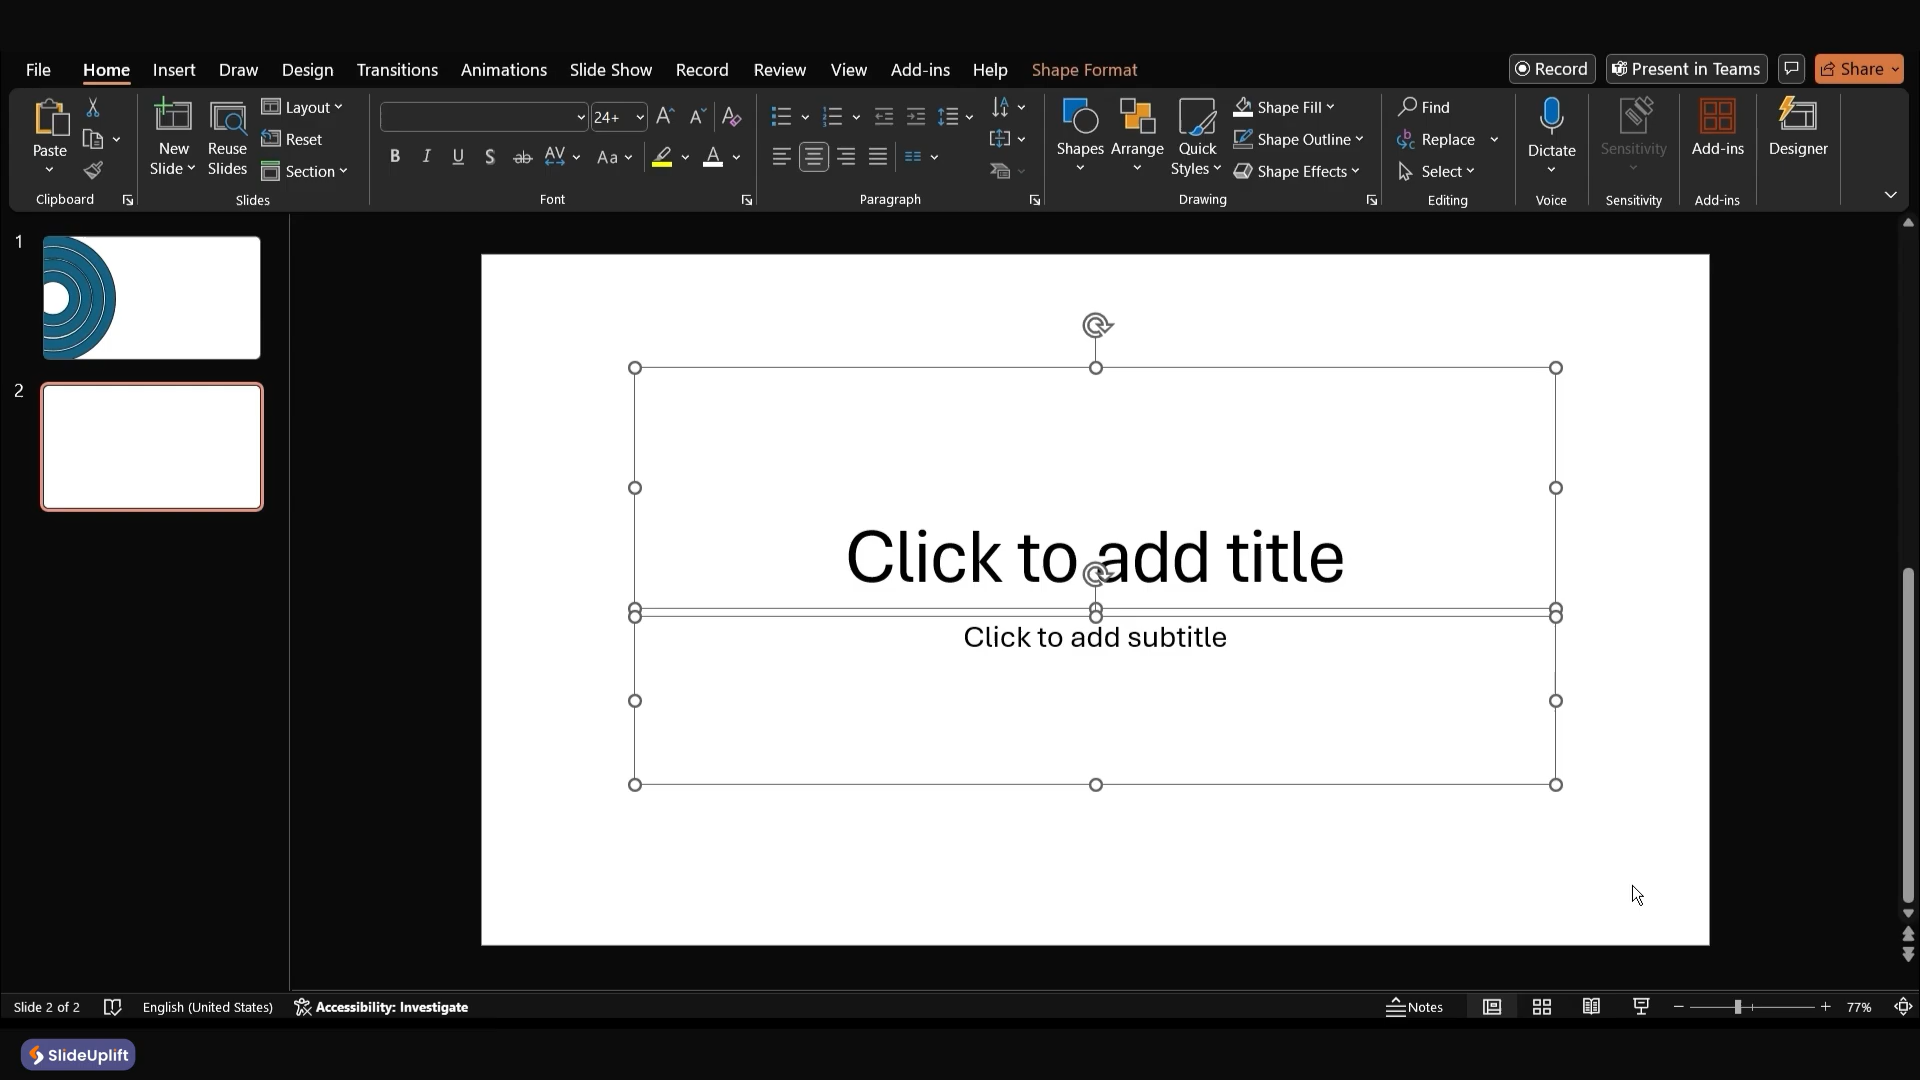 File Home Insert Draw Design Transitions Animations Slide Show Record Review View Add-ins Help Shape Format Record Present in Teams Share
Paste
New Slide
Reuse Slides
Layout
Reset
Section
24+
B I U S ab AV Aa A
Shapes
Arrange
Quick Styles
Shape Fill
Shape Outline
Shape Effects
Find
Replace
Select
Dictate
Sensitivity
Add-ins
Designer
Clipboard Slides Font Paragraph Drawing Editing Voice Sensitivity Add-ins
1
2
Click to add title
Click to add subtitle
Slide 2 of 2 English (United States) Accessibility: Investigate Notes 77%
SlideUplift